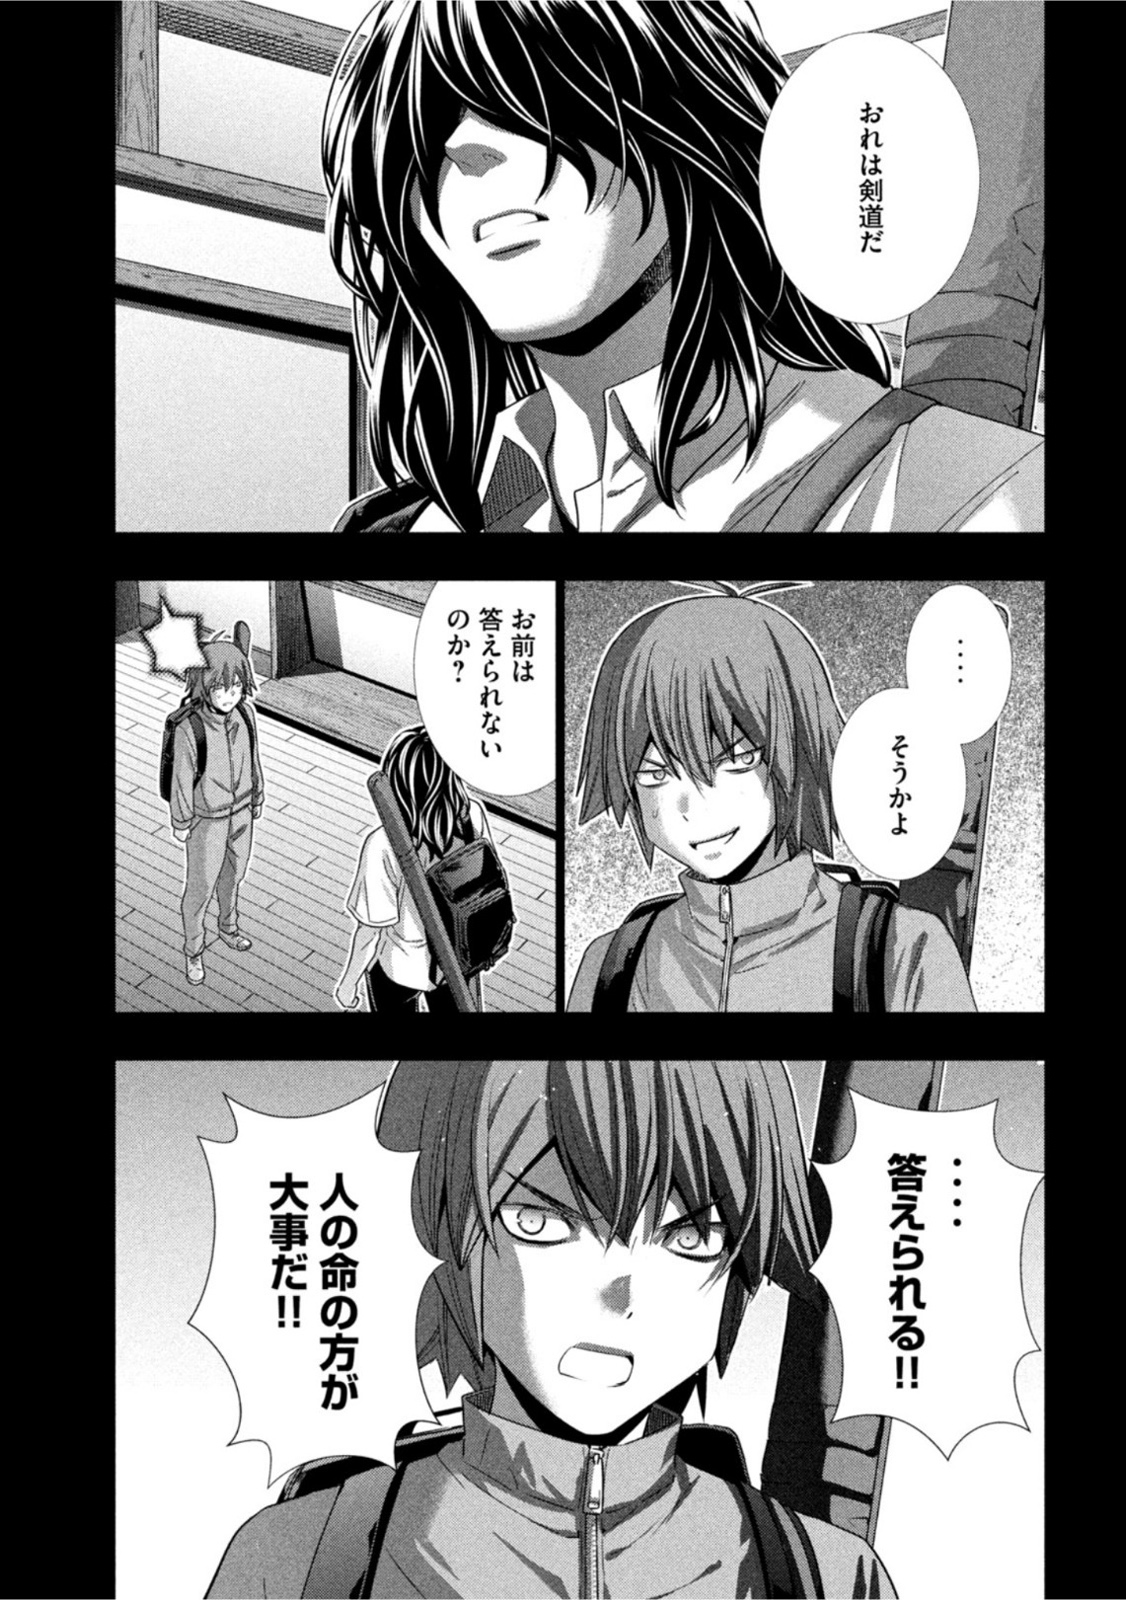 おれは剣道だ
・・・・
そうかよ
お前は
答えられない
のか？
・・・・
答えられる!!
人の命の方が
大事だ!!